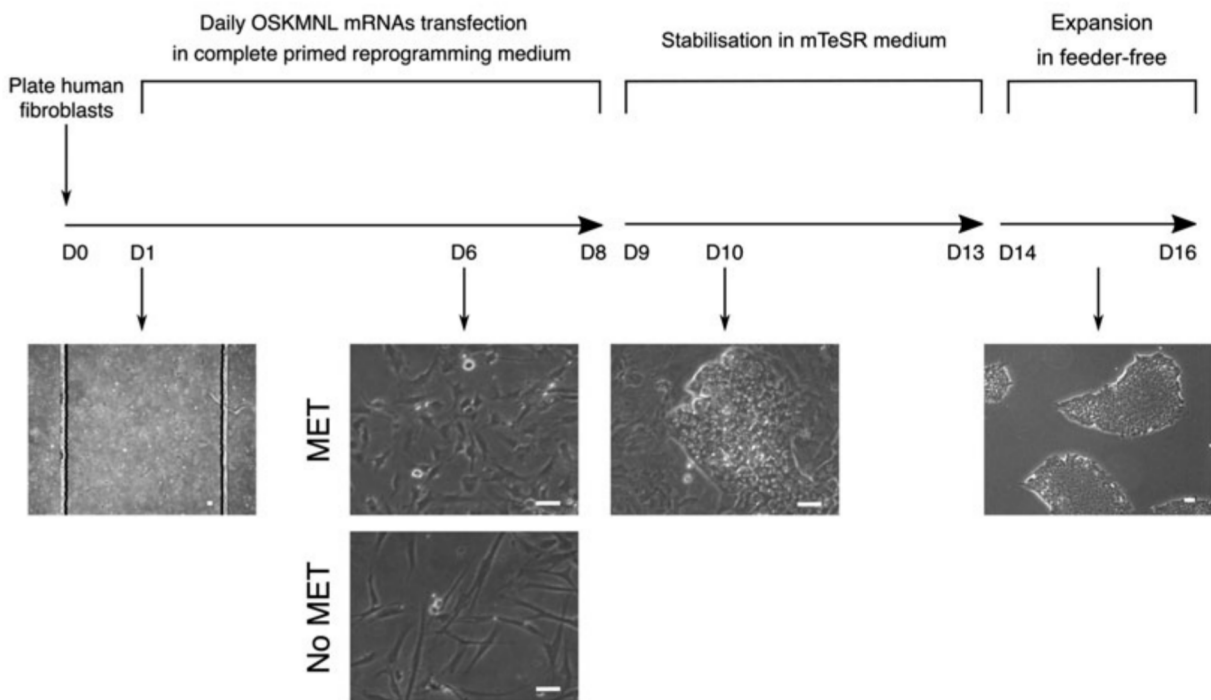 Daily OSKMNL mRNAs transfection
in complete primed reprogramming medium
Stabilisation in mTeSR medium
Expansion
in feeder-free
Plate human
fibroblasts
D0 D1 D6 D8 D9 D10 D13 D14 D16
MET
No MET